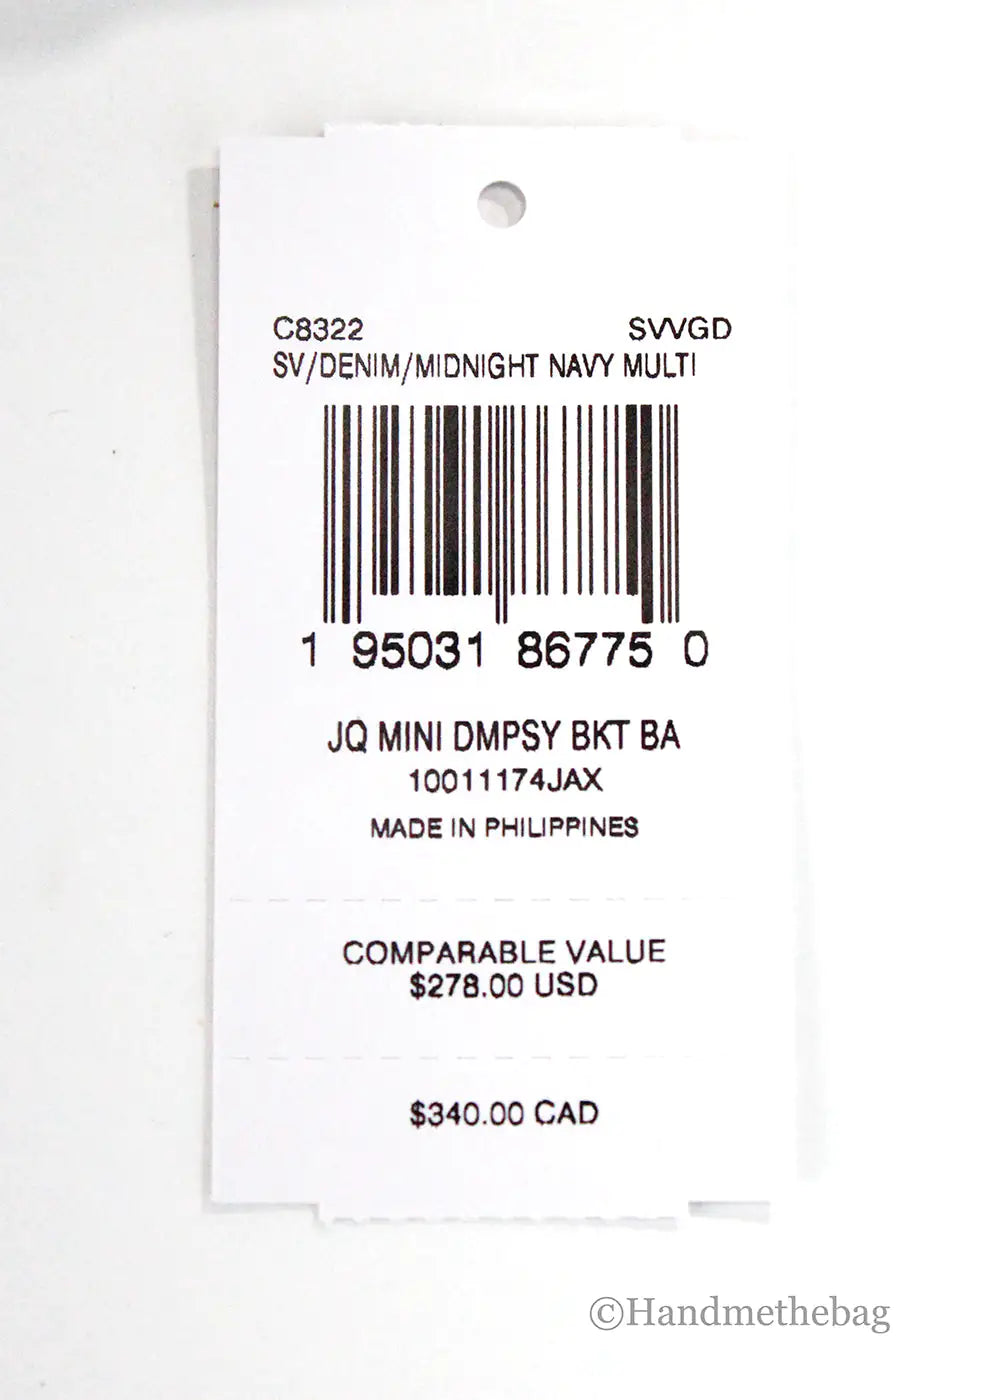 C8322 SVVGD
SV/DENIM/MIDNIGHT NAVY MULTI
1 95031 86775 0
JQ MINI DMPSY BKT BA
10011174JAX
MADE IN PHILIPPINES
COMPARABLE VALUE
$278.00 USD
$340.00 CAD
©Handmethebag